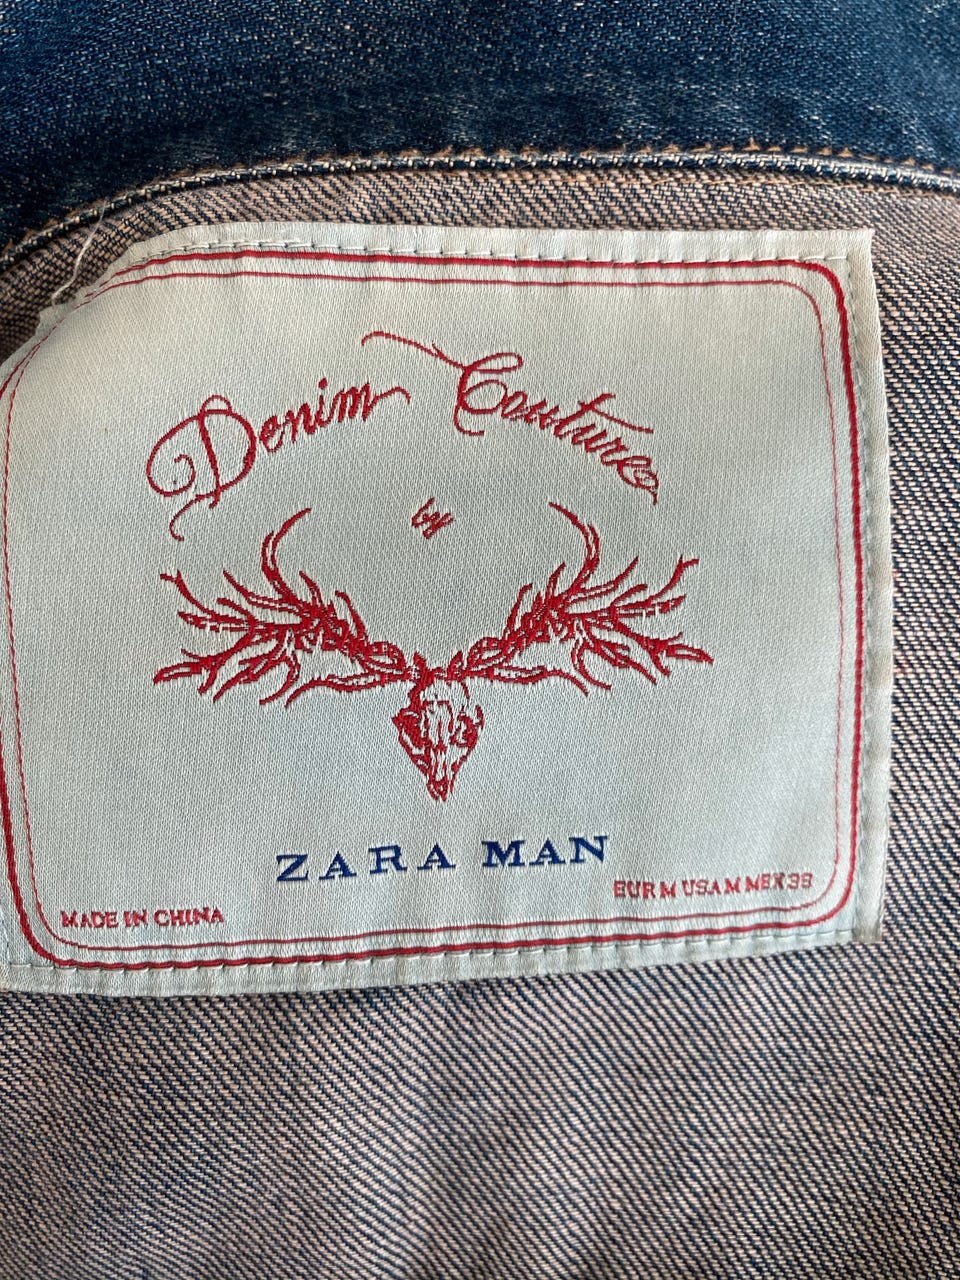 Denim Couture
by
ZARA MAN
EUR M USA M MEX 38
MADE IN CHINA